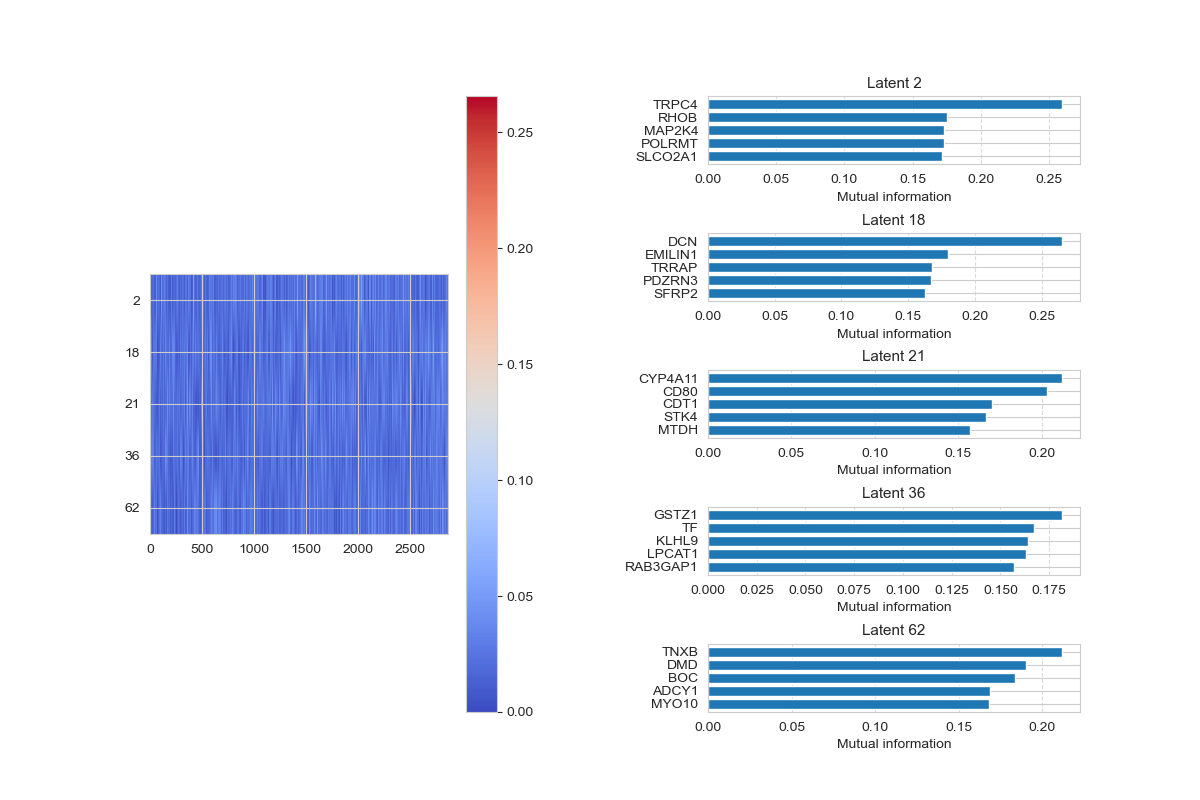 2
18
21
36
62
0 500 1000 1500 2000 2500
0.25
0.20
0.15
0.10
0.05
0.00
Latent 2
TRPC4
RHOB
MAP2K4
POLRMT
SLCO2A1
0.00 0.05 0.10 0.15 0.20 0.25
Mutual information
Latent 18
DCN
EMILIN1
TRRAP
PDZRN3
SFRP2
0.00 0.05 0.10 0.15 0.20 0.25
Mutual information
Latent 21
CYP4A11
CD80
CDT1
STK4
MTDH
0.00 0.05 0.10 0.15 0.20
Mutual information
Latent 36
GSTZ1
TF
KLHL9
LPCAT1
RAB3GAP1
0.000 0.025 0.050 0.075 0.100 0.125 0.150 0.175
Mutual information
Latent 62
TNXB
DMD
BOC
ADCY1
MYO10
0.00 0.05 0.10 0.15 0.20
Mutual information